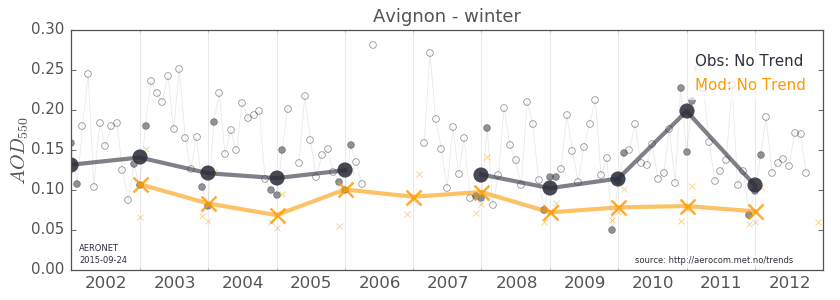 Avignon - winter
0.30
0.25
0.20
0.15
0.10
0.05
0.00
AOD550
Obs: No Trend
Mod: No Trend
AERONET
2015-09-24
source: http://aerocom.met.no/trends
2002 2003 2004 2005 2006 2007 2008 2009 2010 2011 2012